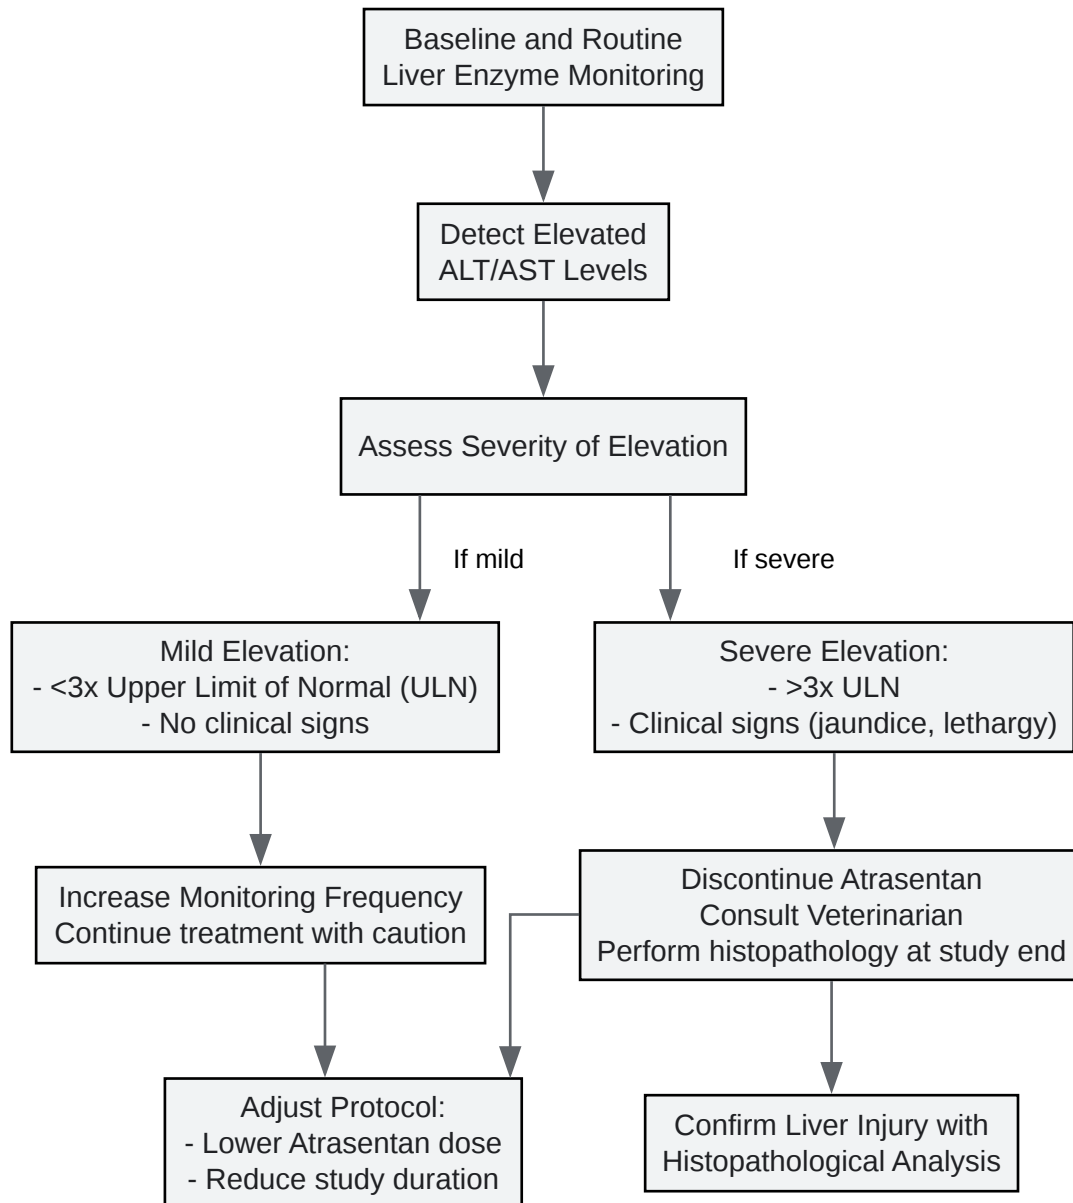 Baseline and Routine
Liver Enzyme Monitoring
Detect Elevated
ALT/AST Levels
Assess Severity of Elevation
If mild
If severe
Mild Elevation:
- <3x Upper Limit of Normal (ULN)
- No clinical signs
Severe Elevation:
- >3x ULN
- Clinical signs (jaundice, lethargy)
Increase Monitoring Frequency
Continue treatment with caution
Discontinue Atrasentan
Consult Veterinarian
Perform histopathology at study end
Adjust Protocol:
- Lower Atrasentan dose
- Reduce study duration
Confirm Liver Injury with
Histopathological Analysis